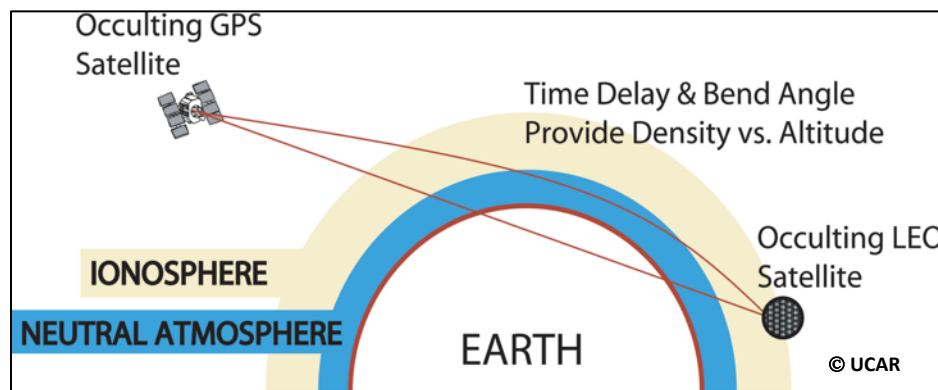 Occulting GPS
Satellite
Time Delay & Bend Angle
Provide Density vs. Altitude
Occulting LEO
Satellite
IONOSPHERE
NEUTRAL ATMOSPHERE
EARTH
© UCAR